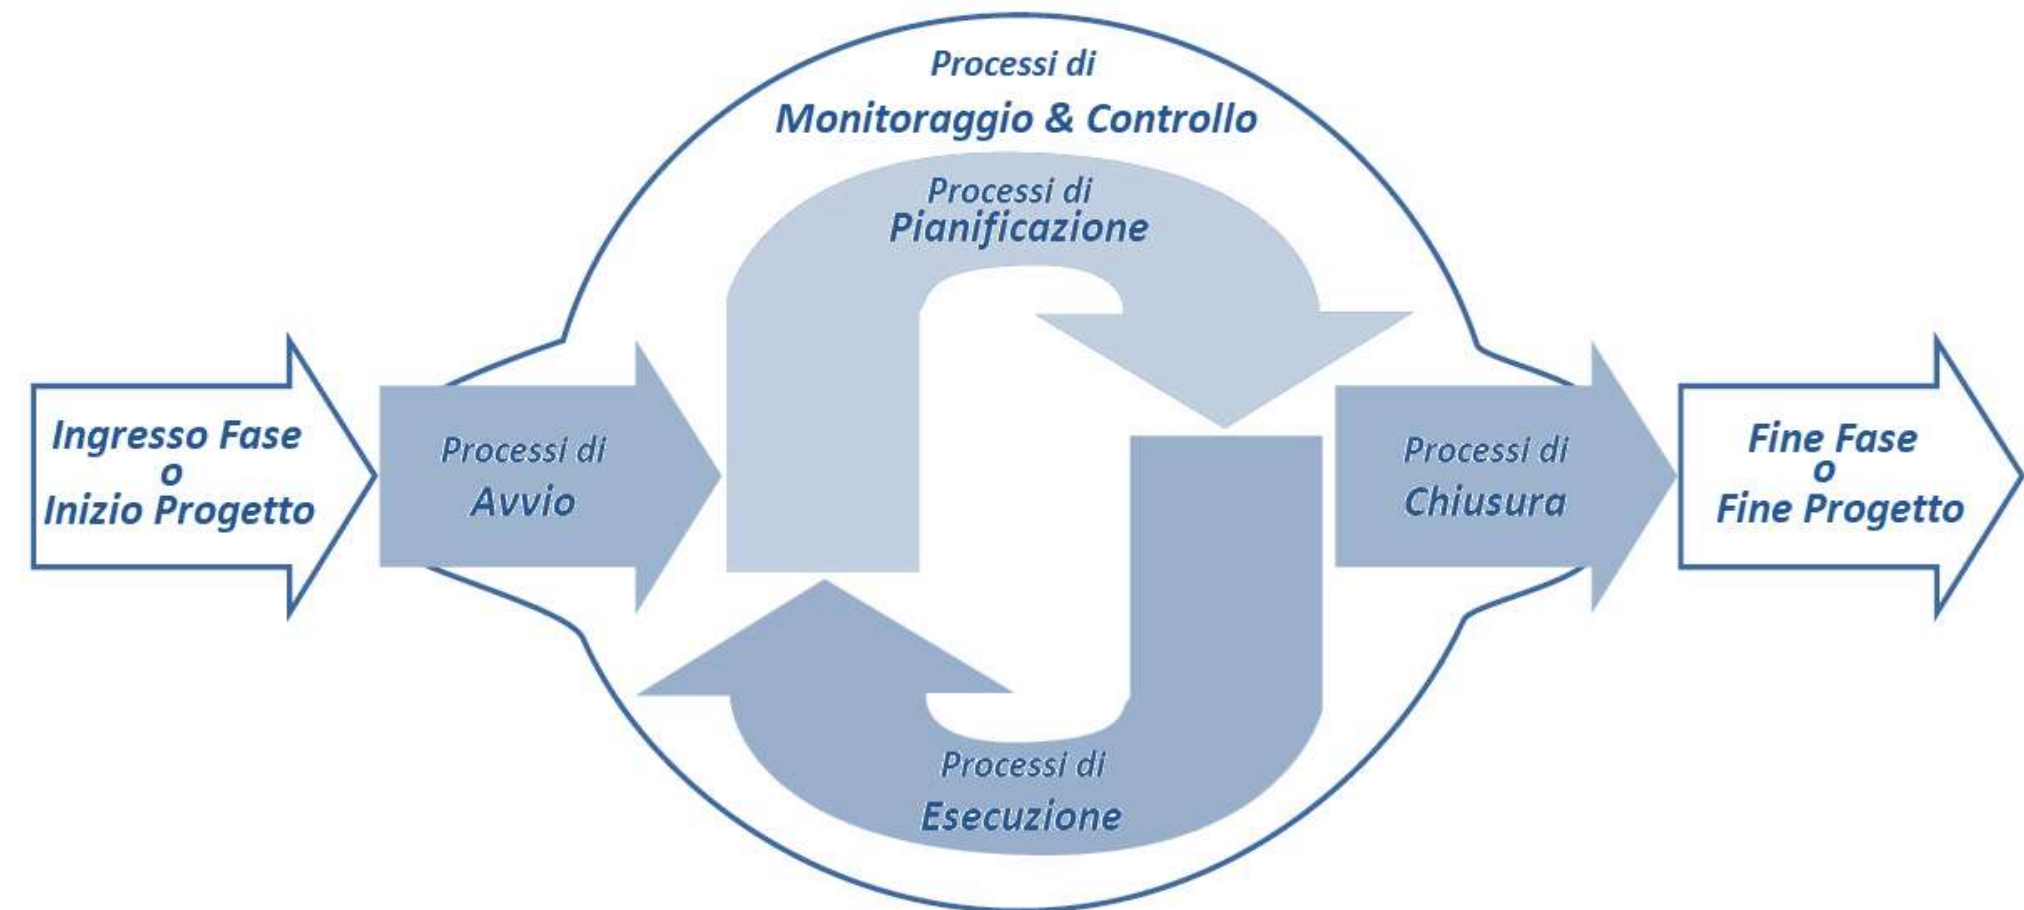 Processi di
Monitoraggio & Controllo
Processi di
Pianificazione
Ingresso Fase
o
Inizio Progetto
Processi di
Avvio
Processi di
Chiusura
Fine Fase
o
Fine Progetto
Processi di
Esecuzione